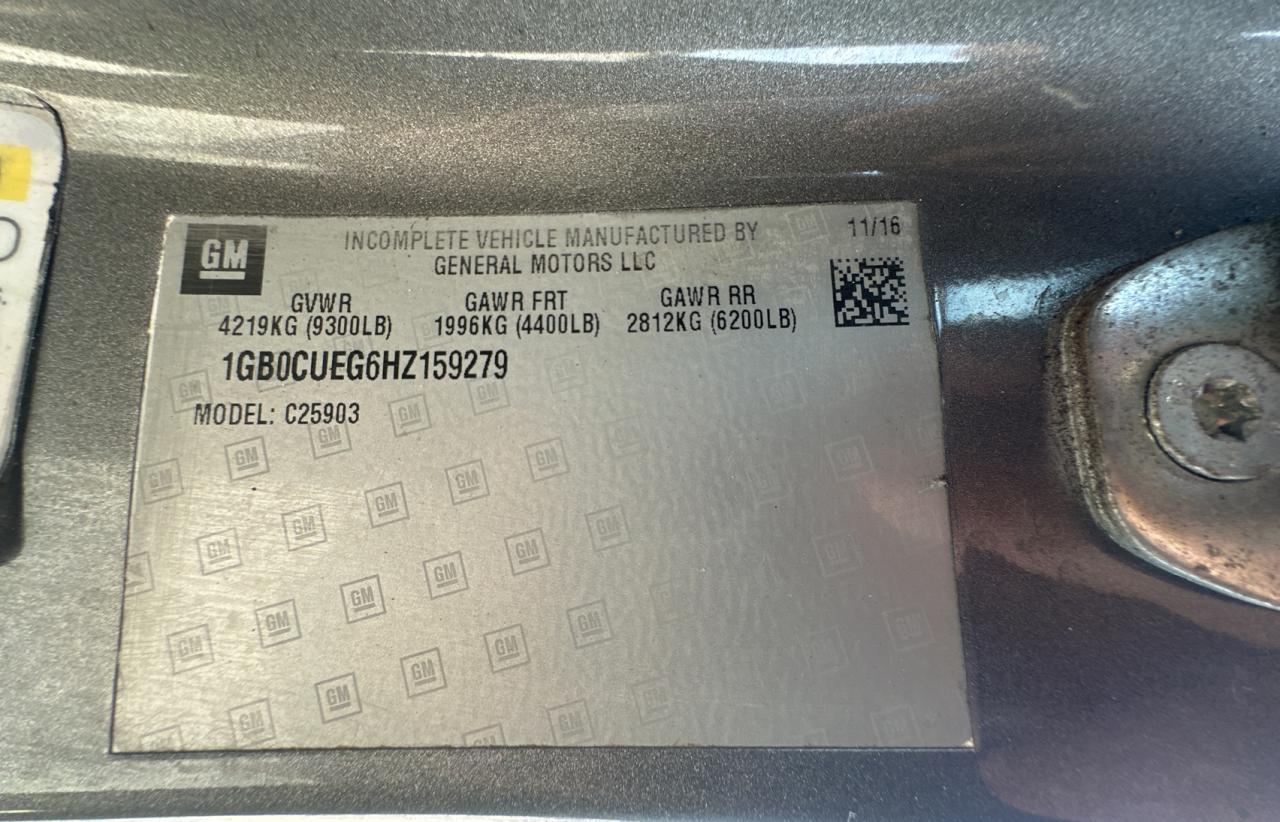 GM
INCOMPLETE VEHICLE MANUFACTURED BY
11/16
GENERAL MOTORS LLC
GVWR GAWR FRT GAWR RR
4219KG (9300LB) 1996KG (4400LB) 2812KG (6200LB)
1GB0CUEG6HZ159279
MODEL: C25903